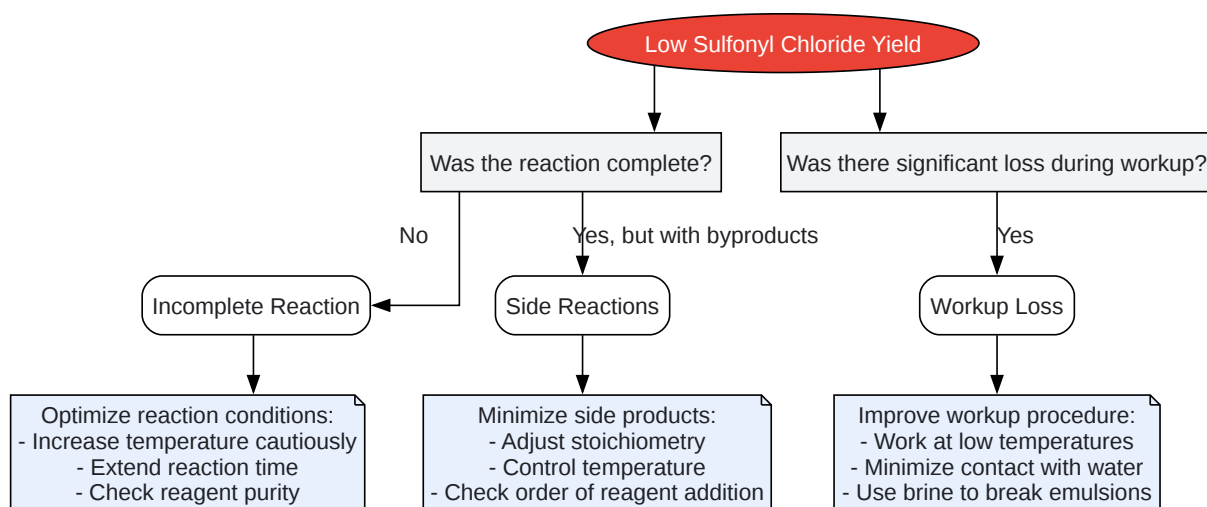 Low Sulfonyl Chloride Yield
Was the reaction complete?
Was there significant loss during workup?
No
Yes, but with byproducts
Yes
Incomplete Reaction
Side Reactions
Workup Loss
Optimize reaction conditions:
- Increase temperature cautiously
- Extend reaction time
- Check reagent purity
Minimize side products:
- Adjust stoichiometry
- Control temperature
- Check order of reagent addition
Improve workup procedure:
- Work at low temperatures
- Minimize contact with water
- Use brine to break emulsions